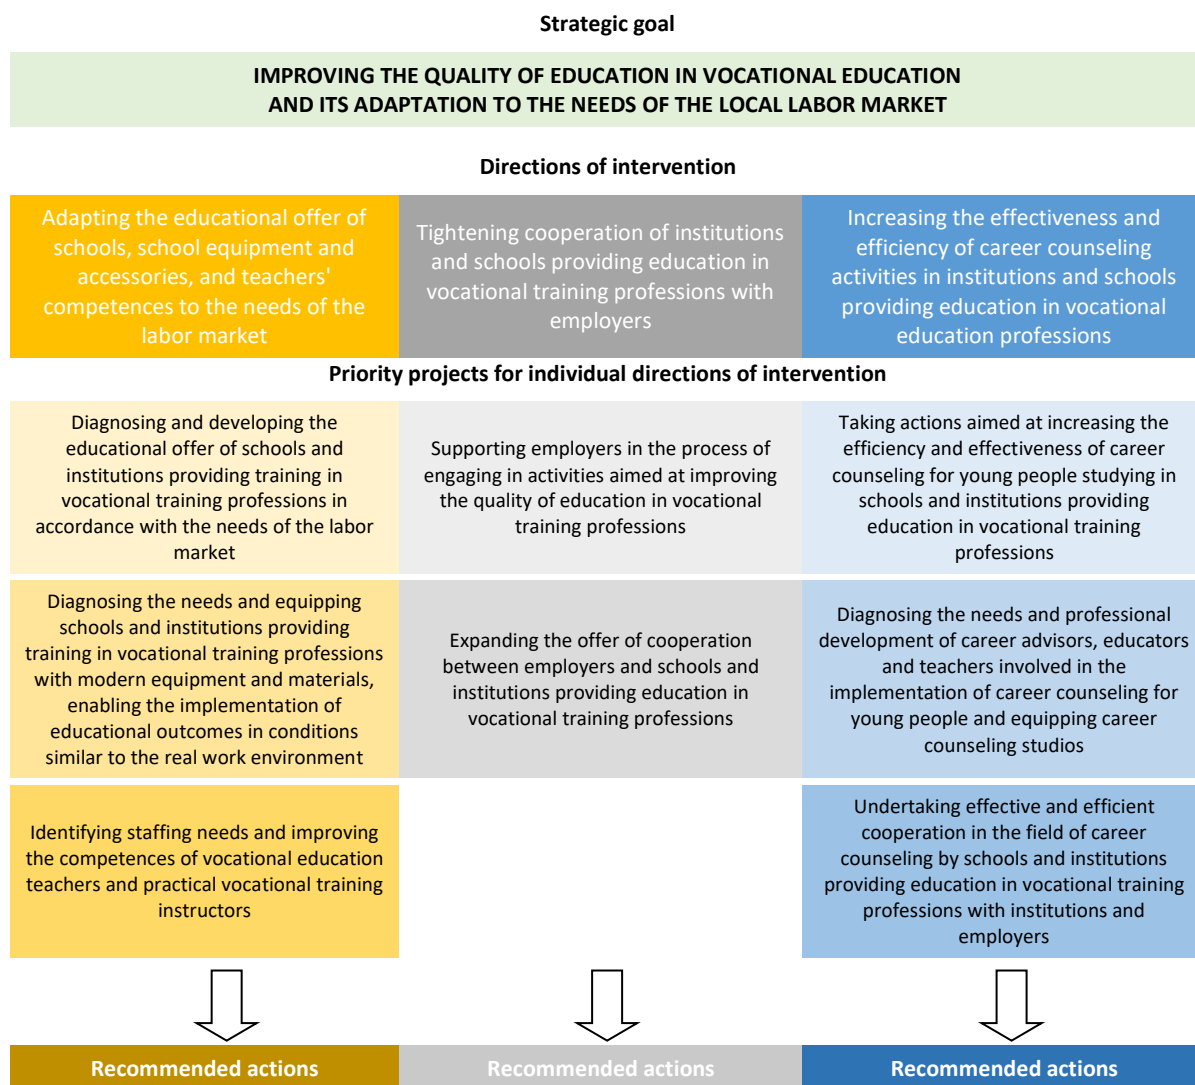 Strategic goal
IMPROVING THE QUALITY OF EDUCATION IN VOCATIONAL EDUCATION
AND ITS ADAPTATION TO THE NEEDS OF THE LOCAL LABOR MARKET
Directions of intervention
Adapting the educational offer of
schools, school equipment and
accessories, and teachers'
competences to the needs of the
labor market
Tightening cooperation of institutions
and schools providing education in
vocational training professions with
employers
Increasing the effectiveness and
efficiency of career counseling
activities in institutions and schools
providing education in vocational
education professions
Priority projects for individual directions of intervention
Diagnosing and developing the
educational offer of schools and
institutions providing training in
vocational training professions in
accordance with the needs of the labor
market
Supporting employers in the process of
engaging in activities aimed at improving
the quality of education in vocational
training professions
Taking actions aimed at increasing the
efficiency and effectiveness of career
counseling for young people studying in
schools and institutions providing
education in vocational training
professions
Diagnosing the needs and equipping
schools and institutions providing
training in vocational training professions
with modern equipment and materials,
enabling the implementation of
educational outcomes in conditions
similar to the real work environment
Expanding the offer of cooperation
between employers and schools and
institutions providing education in
vocational training professions
Diagnosing the needs and professional
development of career advisors, educators
and teachers involved in the
implementation of career counseling for
young people and equipping career
counseling studios
Identifying staffing needs and improving
the competences of vocational education
teachers and practical vocational training
instructors
Undertaking effective and efficient
cooperation in the field of career
counseling by schools and institutions
providing education in vocational training
professions with institutions and
employers
Recommended actions
Recommended actions
Recommended actions